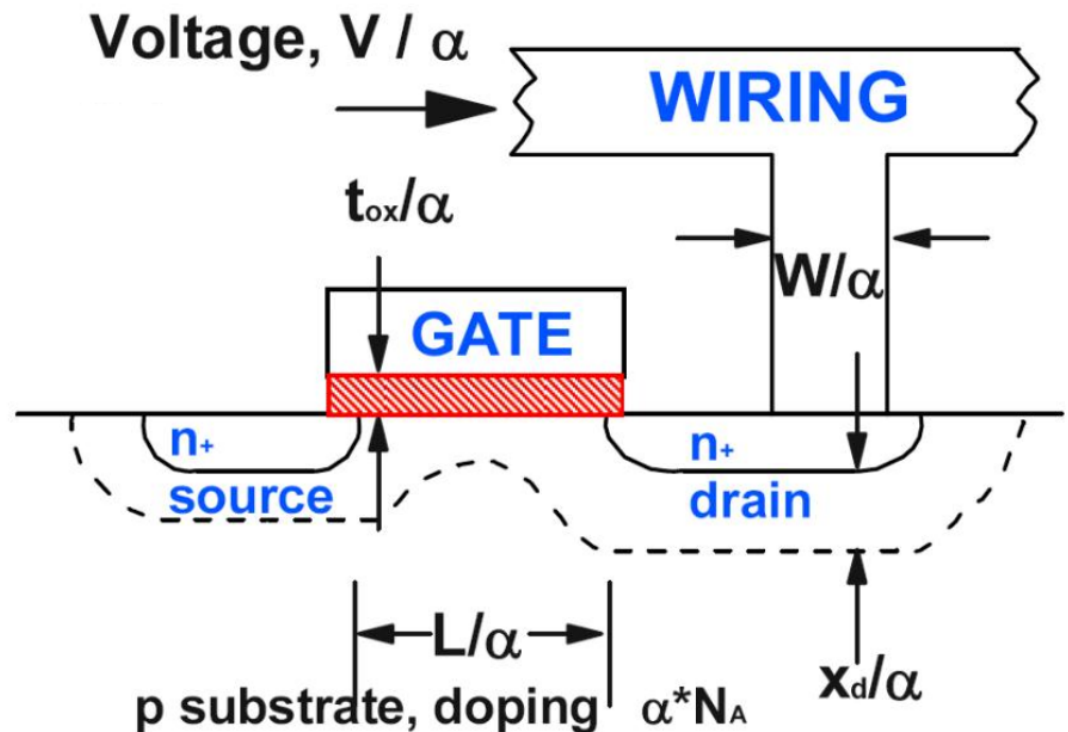 Voltage, V / α
WIRING
tox/α
W/α
GATE
n+
source
n+
drain
L/α
xd/α
p substrate, doping α*NA